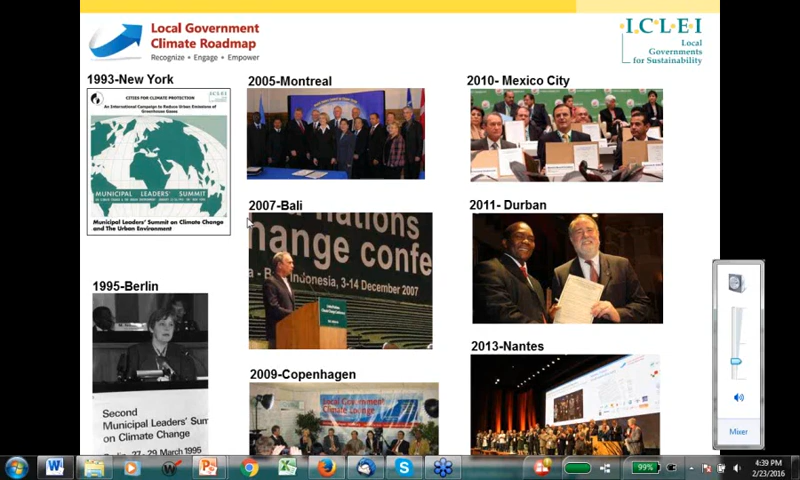 Local Government
Climate Roadmap
Recognize • Engage • Empower
I.C.L.E.I
Local
Governments
for Sustainability
1993-New York
CITIES FOR CLIMATE PROTECTION
An International Campaign to Reduce Urban Emissions of
Greenhouse Gases
MUNICIPAL LEADERS' SUMMIT
Municipal Leaders' Summit on Climate Change
and The Urban Environment
1995-Berlin
Second
Municipal Leaders' Sum
on Climate Change
Berlin, 27 - 29 March 1995
2005-Montreal
2007-Bali
nations
hange confe
a - B Indonesia, 3-14 December 2007
2009-Copenhagen
Local Government
Climate Lounge
2010- Mexico City
2011- Durban
2013-Nantes
Mixer
99%
4:39 PM
2/23/2016